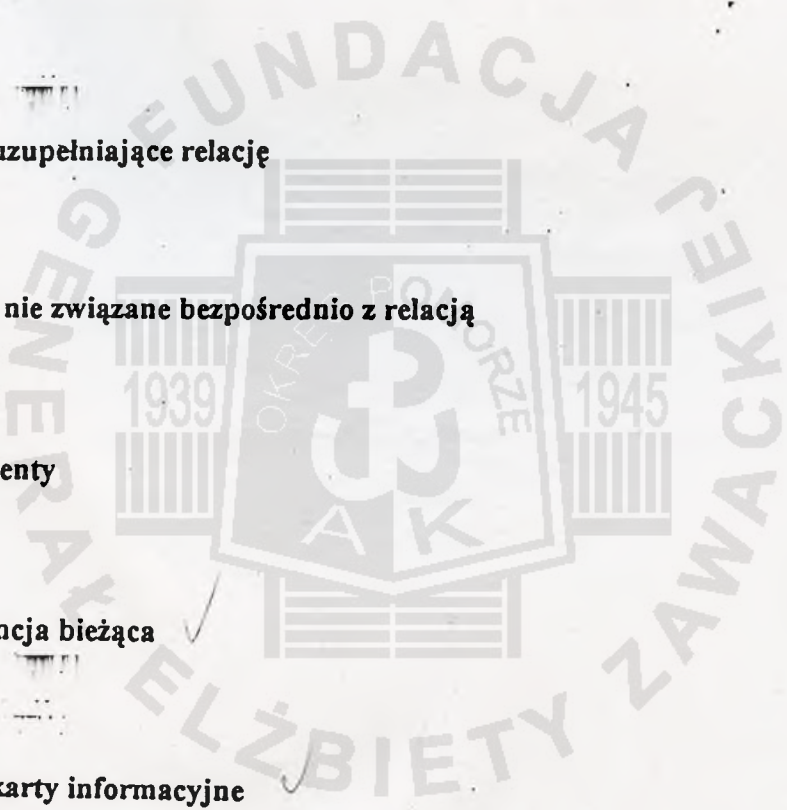 uzupełniające relację
nie związane bezpośrednio z relacją
enty
ncja bieżąca
karty informacyjne
FUNDACJA GENERAŁ ELŻBIETY ZAWACKIEJ
OKRĘG POMORZE
1939
1945
AK